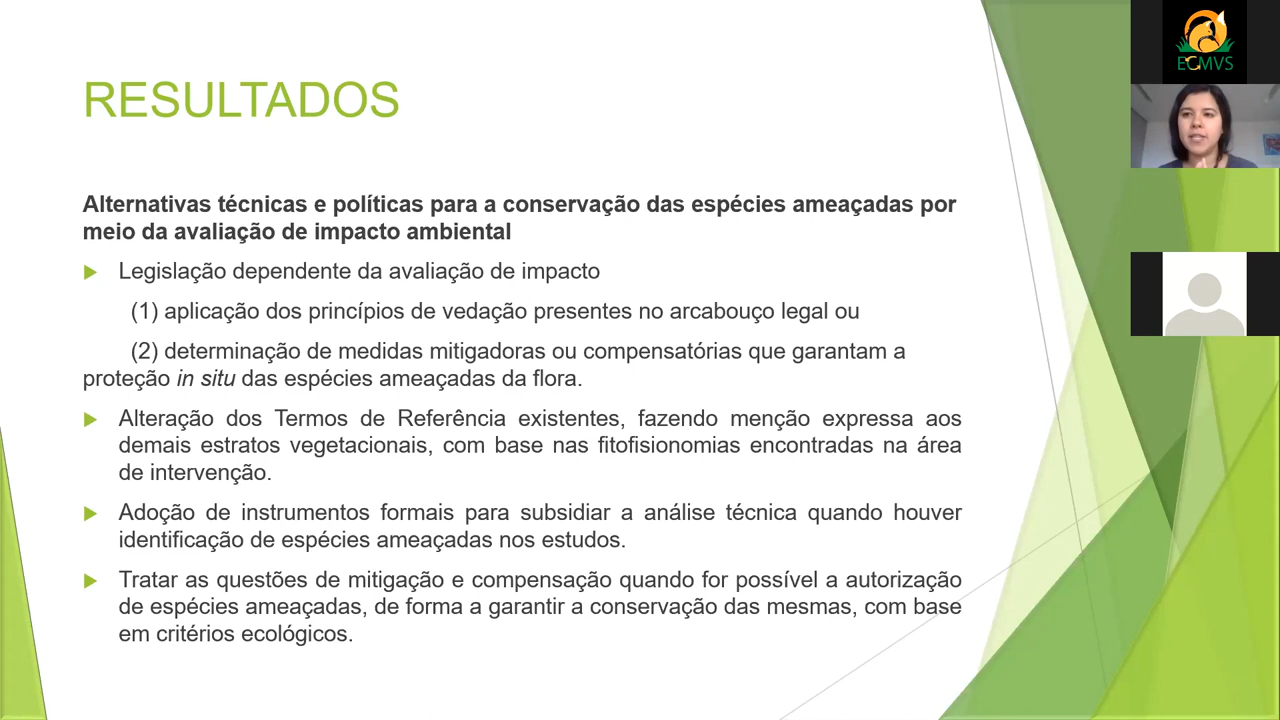 RESULTADOS
Alternativas técnicas e políticas para a conservação das espécies ameaçadas por
meio da avaliação de impacto ambiental
Legislação dependente da avaliação de impacto
(1) aplicação dos princípios de vedação presentes no arcabouço legal ou
(2) determinação de medidas mitigadoras ou compensatórias que garantam a
proteção in situ das espécies ameaçadas da flora.
Alteração dos Termos de Referência existentes, fazendo menção expressa aos
demais estratos vegetacionais, com base nas fitofisionomias encontradas na área
de intervenção.
Adoção de instrumentos formais para subsidiar a análise técnica quando houver
identificação de espécies ameaçadas nos estudos.
Tratar as questões de mitigação e compensação quando for possível a autorização
de espécies ameaçadas, de forma a garantir a conservação das mesmas, com base
em critérios ecológicos.
ECMVS